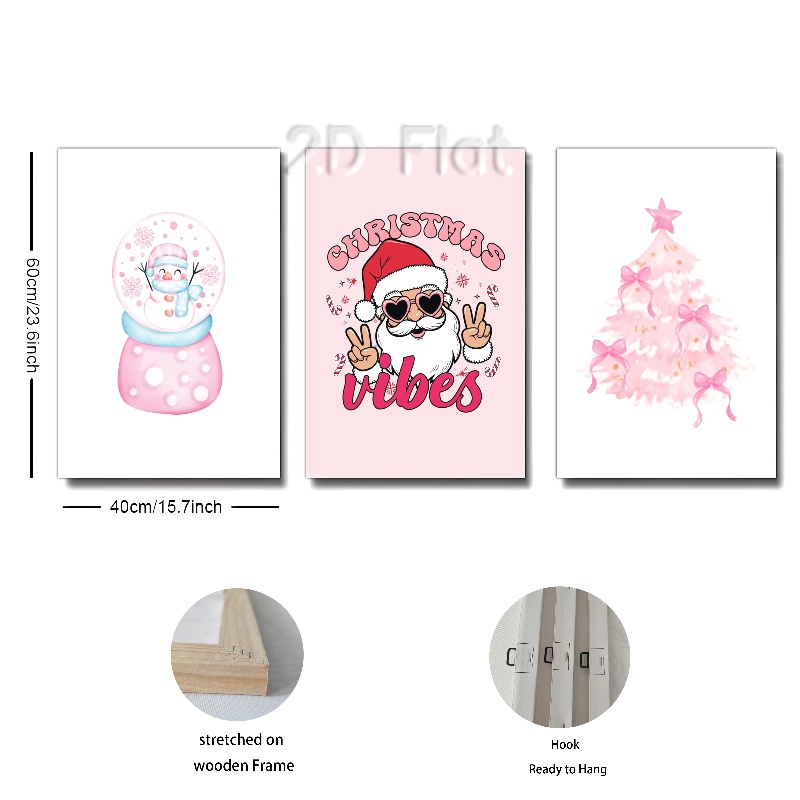 2D Flat
CHRISTMAS
vibes
60cm/23.6inch
40cm/15.7inch
stretched on
wooden Frame
Hook
Ready to Hang